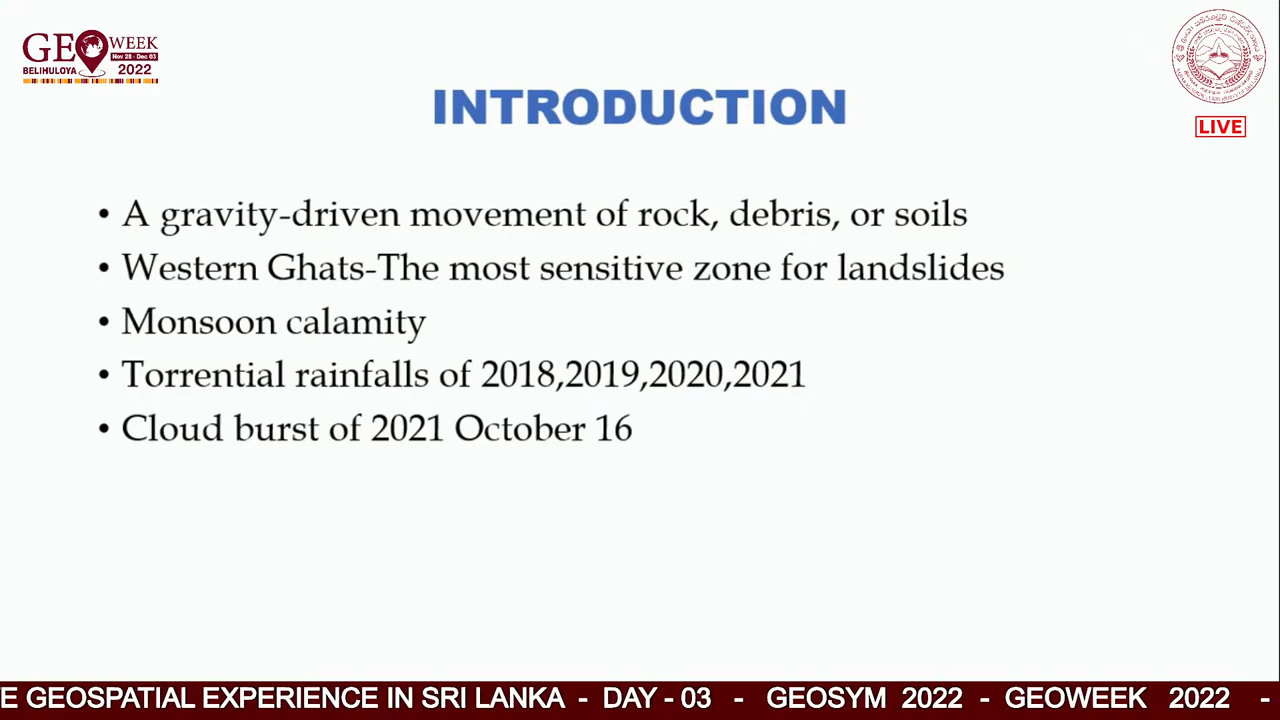 GEO WEEK
Nov 28 - Dec 03
BELIHULOYA 2022
LIVE
INTRODUCTION
• A gravity-driven movement of rock, debris, or soils
• Western Ghats-The most sensitive zone for landslides
• Monsoon calamity
• Torrential rainfalls of 2018,2019,2020,2021
• Cloud burst of 2021 October 16
E GEOSPATIAL EXPERIENCE IN SRI LANKA - DAY - 03 - GEOSYM 2022 - GEOWEEK 2022 -